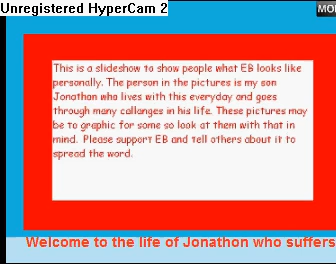 Unregistered HyperCam 2
This is a slideshow to show people what EB looks like
personally. The person in the pictures is my son
Jonathon who lives with this everyday and goes
through many callanges in his life. These pictures may
be to graphic for some so look at them with that in
mind. Please support EB and tell others about it to
spread the word.
Welcome to the life of Jonathon who suffers